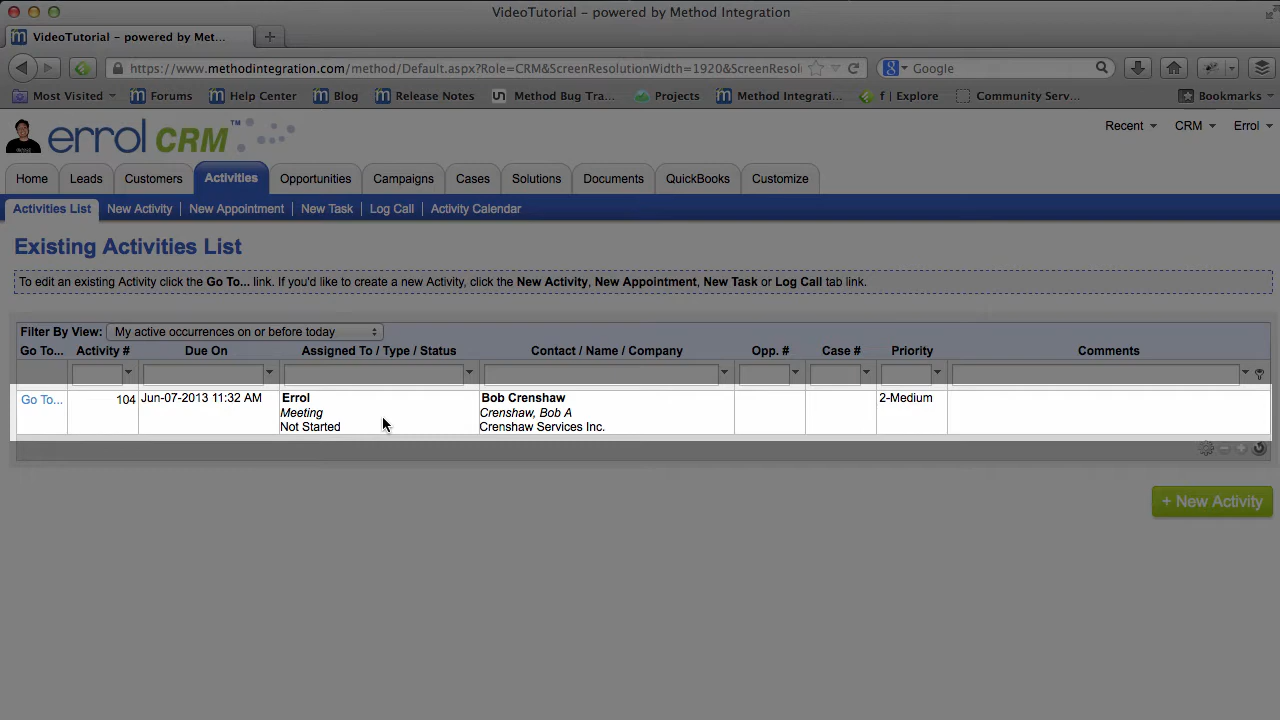 VideoTutorial – powered by Method Integration
VideoTutorial – powered by Met...
https://www.methodintegration.com/method/Default.aspx?Role=CRM&ScreenResolutionWidth=1920&ScreenResol
Google
Most Visited
Forums
Help Center
Blog
Release Notes
Method Bug Tra...
Projects
Method Integrati...
f | Explore
Community Serv...
Bookmarks
errol CRM™
Recent
CRM
Errol
Home
Leads
Customers
Activities
Opportunities
Campaigns
Cases
Solutions
Documents
QuickBooks
Customize
Activities List
New Activity
New Appointment
New Task
Log Call
Activity Calendar
Existing Activities List
To edit an existing Activity click the Go To... link. If you'd like to create a new Activity, click the New Activity, New Appointment, New Task or Log Call tab link.
Filter By View: My active occurrences on or before today
Go To... Activity # Due On Assigned To / Type / Status Contact / Name / Company Opp. # Case # Priority Comments
Go To... 104 Jun-07-2013 11:32 AM Errol Bob Crenshaw 2-Medium
Meeting Crenshaw, Bob A
Not Started Crenshaw Services Inc.
+ New Activity